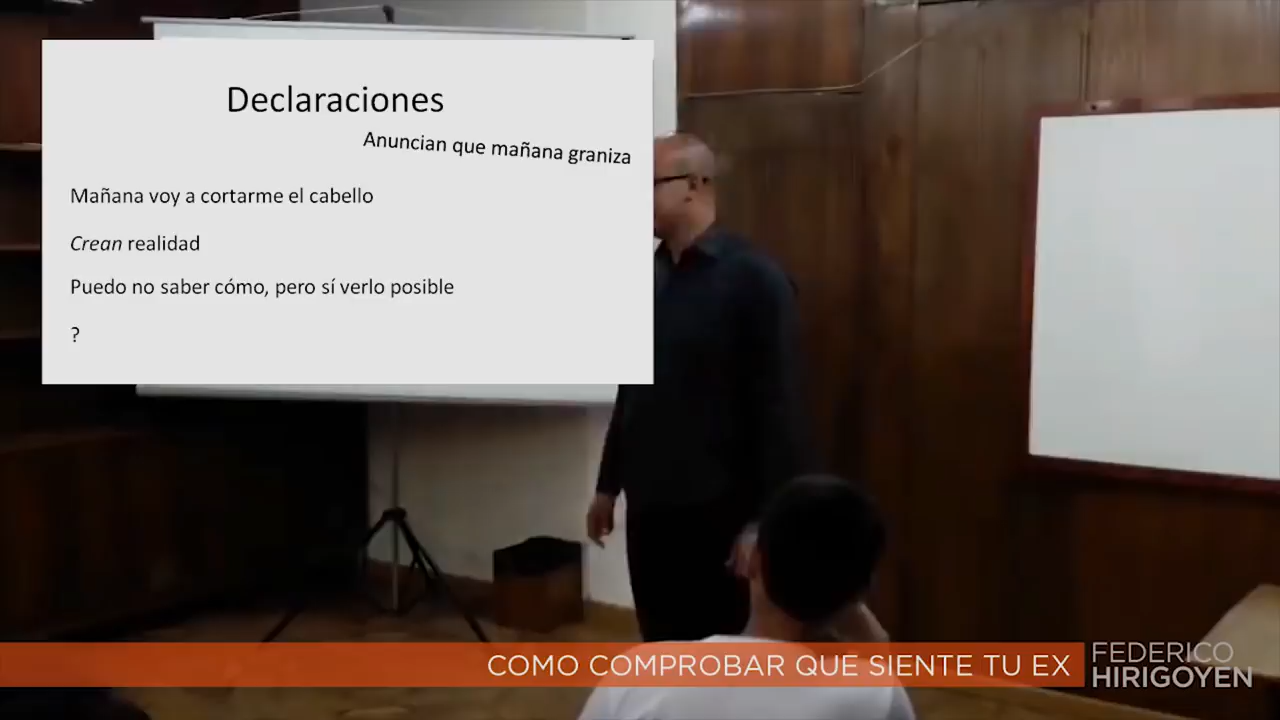 Declaraciones
Anuncian que mañana graniza
Mañana voy a cortarme el cabello
Crean realidad
Puedo no saber cómo, pero sí verlo posible
?
COMO COMPROBAR QUE SIENTE TU EX
FEDERICO
HIRIGOYEN